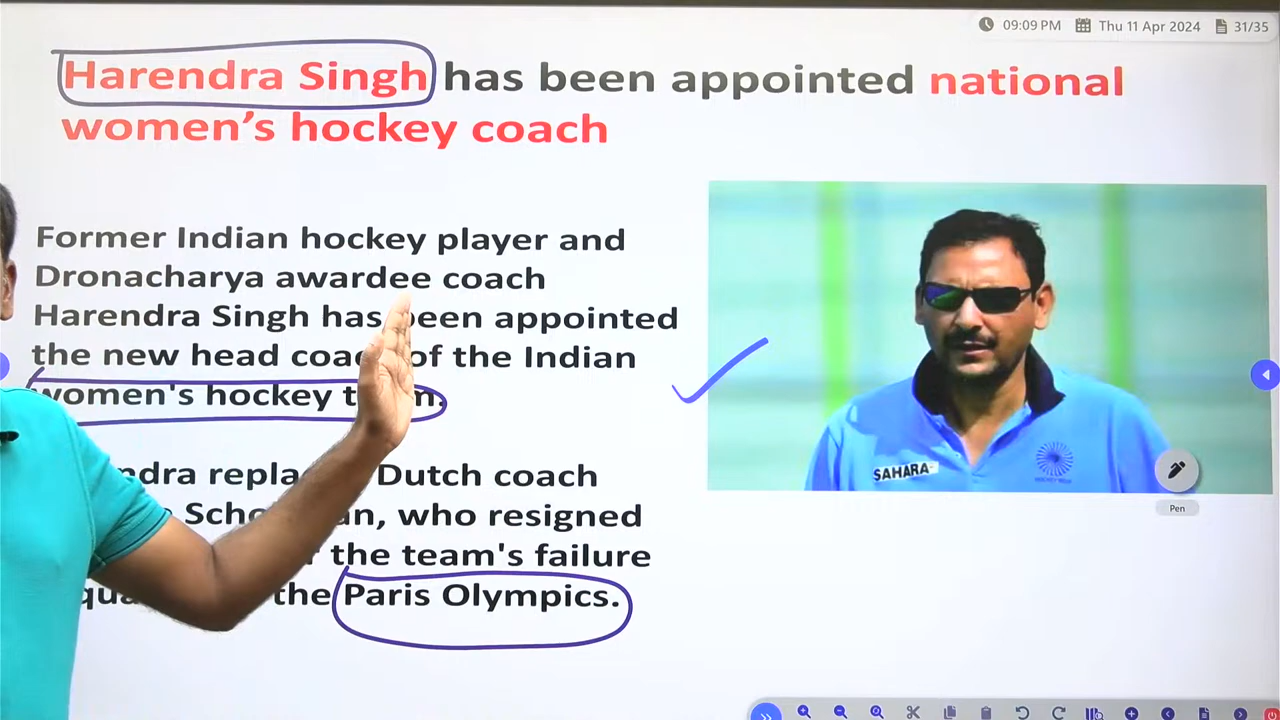 09:09 PM Thu 11 Apr 2024 31/35
Harendra Singh has been appointed national
women's hockey coach
Former Indian hockey player and
Dronacharya awardee coach
Harendra Singh has been appointed
the new head of the Indian
women's hockey
Dutch coach
who resigned
the team's failure
the Paris Olympics.
SAHARA
Pen